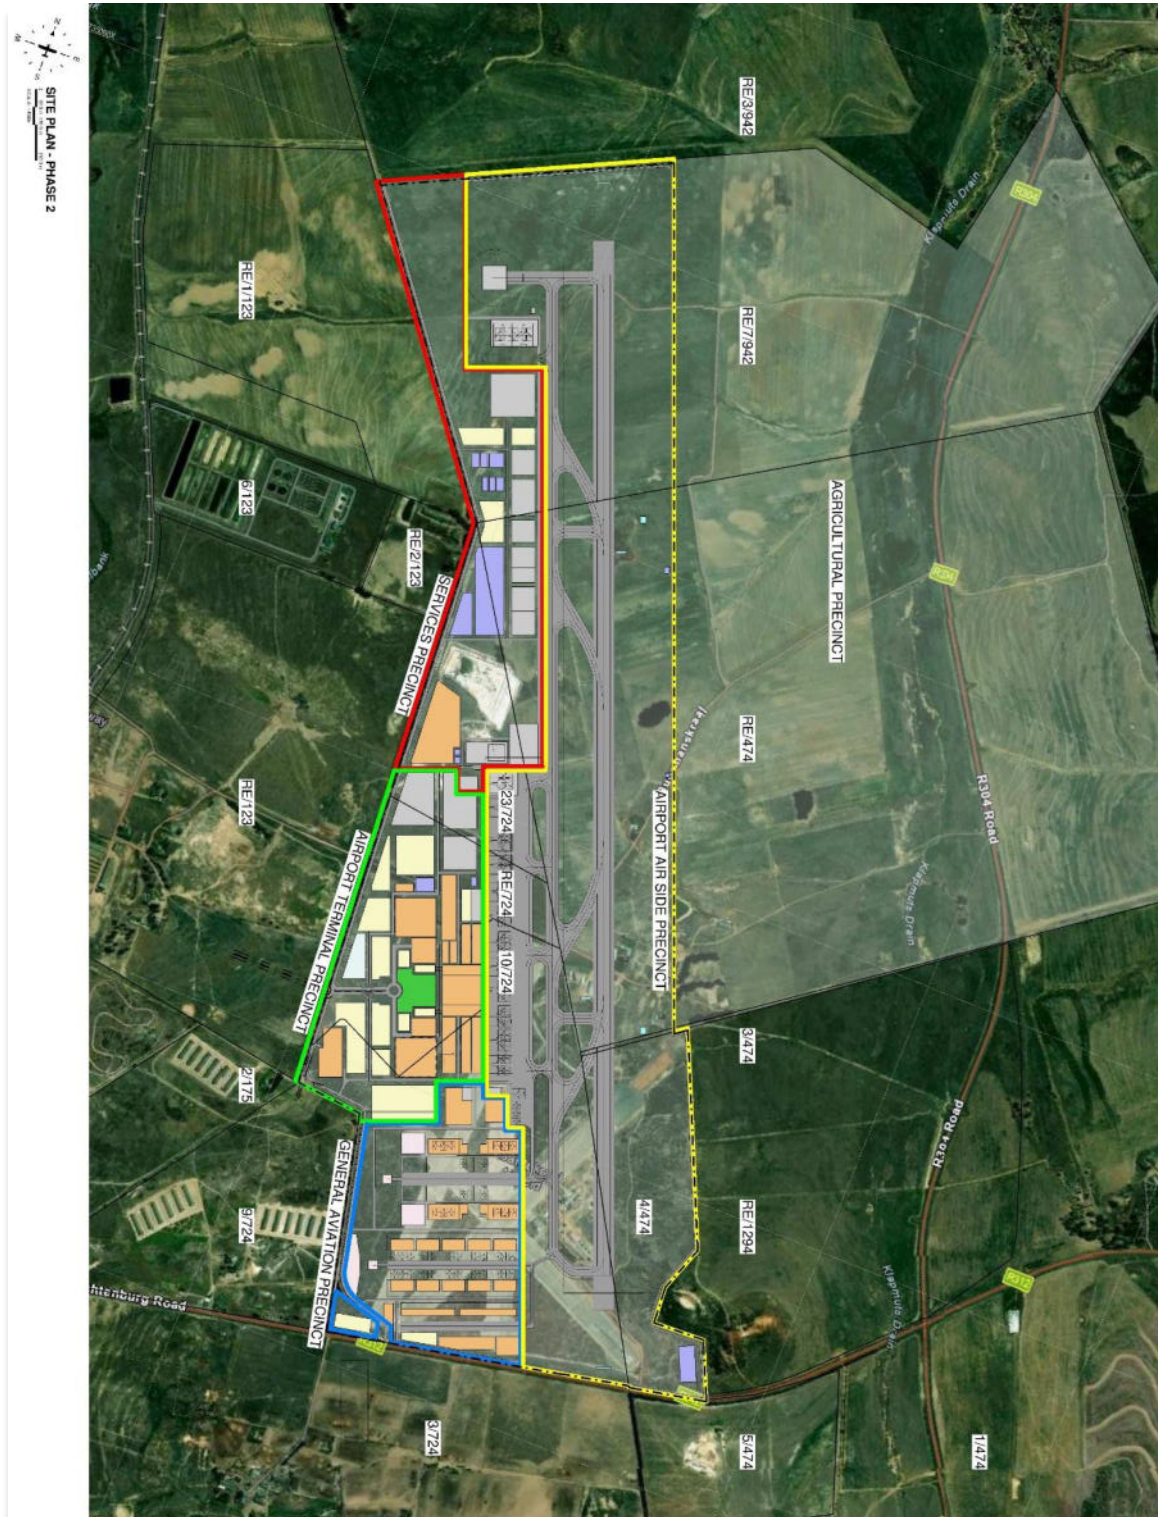 SITE PLAN - PHASE 2
RE/3/942
R304
Klapmuts Drain
RE/1/123
RE/7/942
6/123
RE/2/123
AGRICULTURAL PRECINCT
R304
SERVICES PRECINCT
RE/474
R304 Road
AIRPORT AIR SIDE PRECINCT
23/724
RE/724
10/724
RE/123
AIRPORT TERMINAL PRECINCT
Klapmuts Drain
3/474
2/175
R304 Road
GENERAL AVIATION PRECINCT
9/724
4/474
RE/1294
R312
Klapmuts Drain
htenburg Road
R312
3/724
5/474
1/474